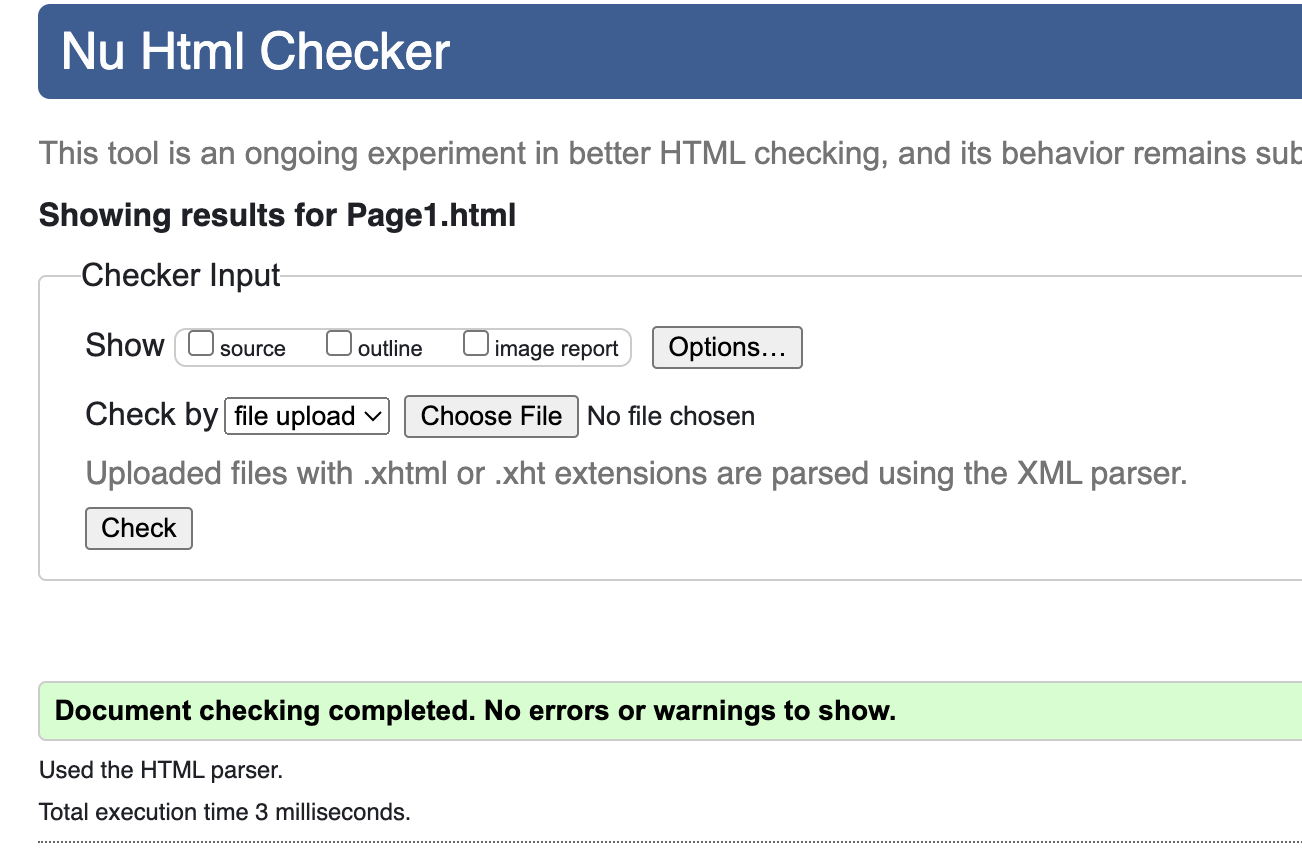 Nu Html Checker
This tool is an ongoing experiment in better HTML checking, and its behavior remains
Showing results for Page1.html
Checker Input
Show source outline image report Options…
Check by file upload Choose File No file chosen
Uploaded files with .xhtml or .xht extensions are parsed using the XML parser.
Check
Document checking completed. No errors or warnings to show.
Used the HTML parser.
Total execution time 3 milliseconds.